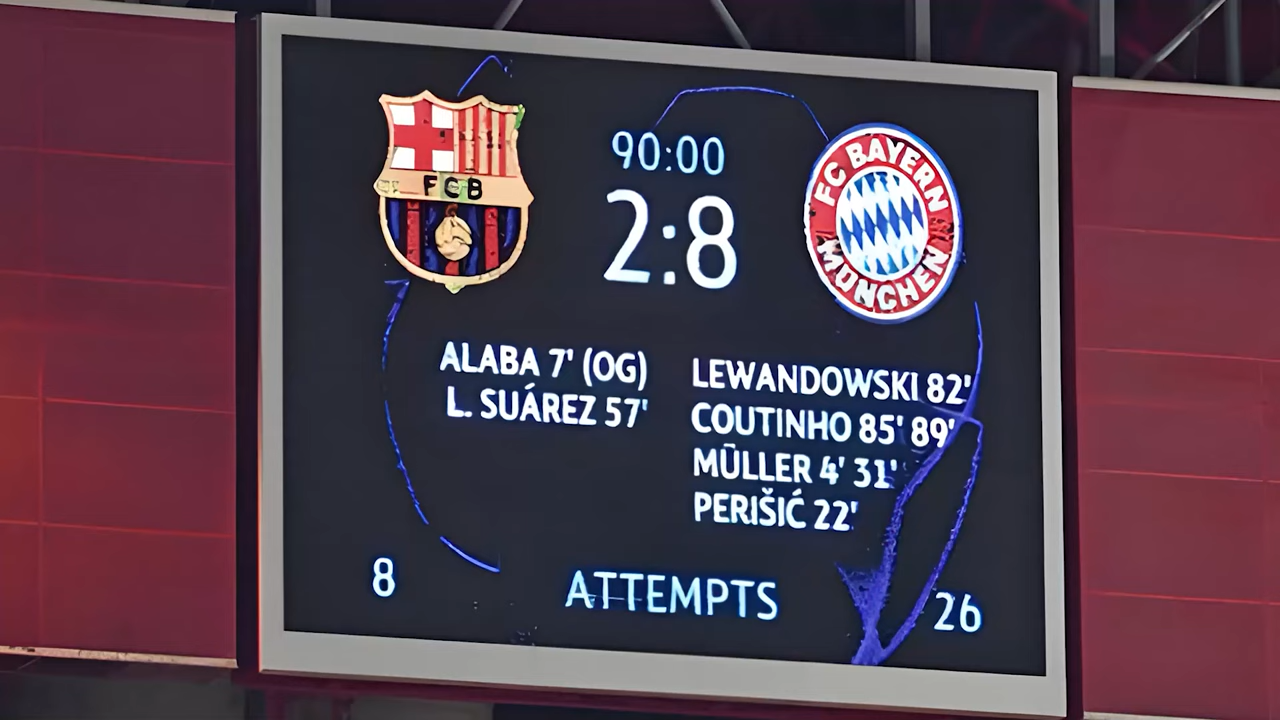 FCB
90:00
2:8
FC BAYERN
MÜNCHEN
ALABA 7' (OG)
L. SUÁREZ 57'
LEWANDOWSKI 82'
COUTINHO 85' 89'
MÜLLER 4' 31'
PERIŠIĆ 22'
8 ATTEMPTS 26